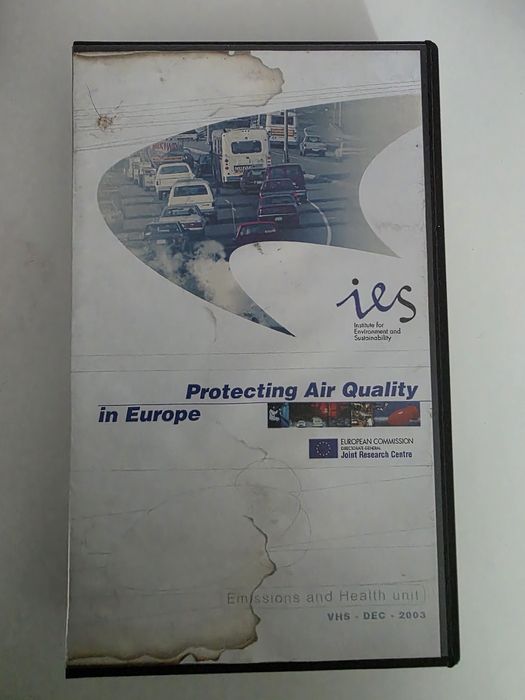 ies
Institute for
Environment and
Sustainability
Protecting Air Quality
in Europe
EUROPEAN COMMISSION
DIRECTORATE-GENERAL
Joint Research Centre
Emissions and Health unit
VHS - DEC - 2003